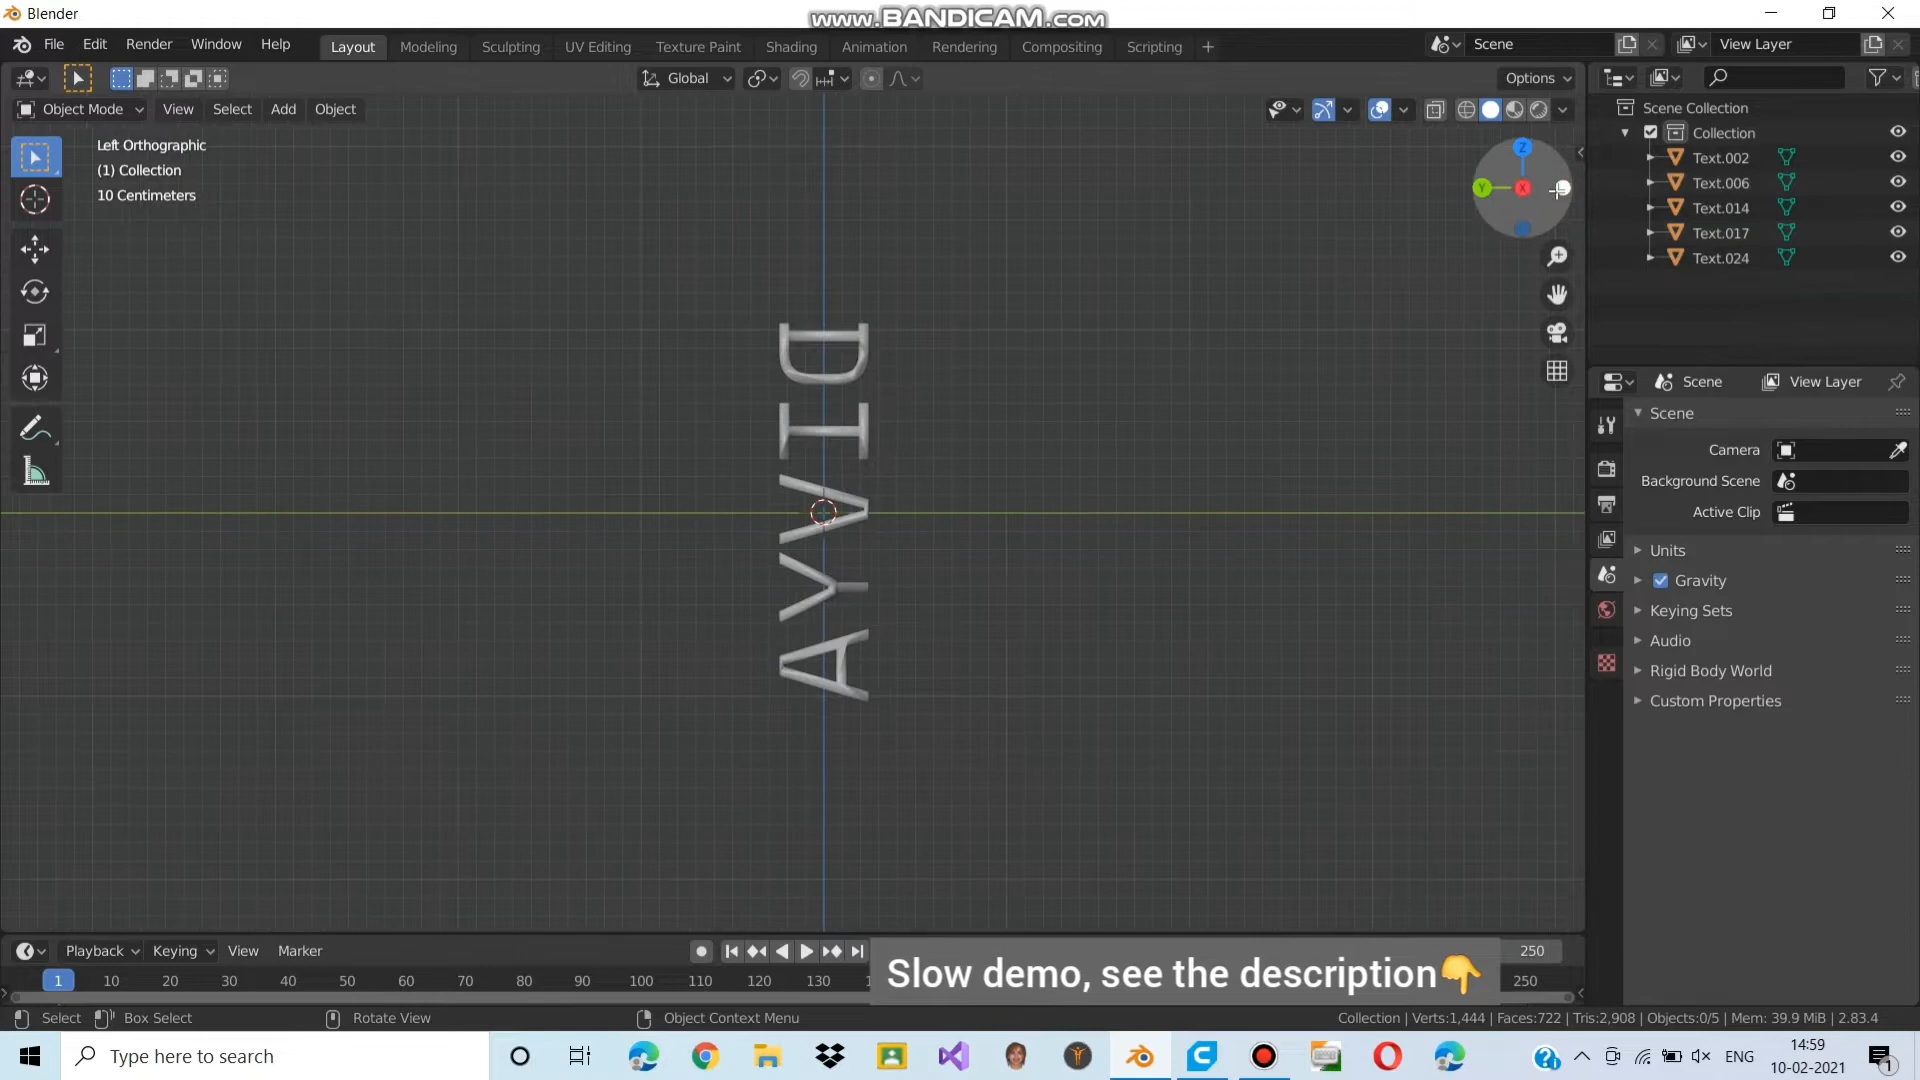 Blender
www.BANDICAM.com
File Edit Render Window Help
Layout Modeling Sculpting UV Editing Texture Paint Shading Animation Rendering Compositing Scripting +
Scene
View Layer
Global
Options
Object Mode View Select Add Object
Left Orthographic
(1) Collection
10 Centimeters
Z
Y
X
Scene Collection
Collection
Text.002
Text.006
Text.014
Text.017
Text.024
D
I
V
Y
A
Scene View Layer
Scene
Camera
Background Scene
Active Clip
Units
Gravity
Keying Sets
Audio
Rigid Body World
Custom Properties
Playback Keying View Marker
250
1 10 20 30 40 50 60 70 80 90 100 110 120 130
250
Slow demo, see the description👇
Select Box Select Rotate View Object Context Menu
Collection | Verts:1,444 | Faces:722 | Tris:2,908 | Objects:0/5 | Mem: 39.9 MiB | 2.83.4
Type here to search
ENG
14:59
10-02-2021
1